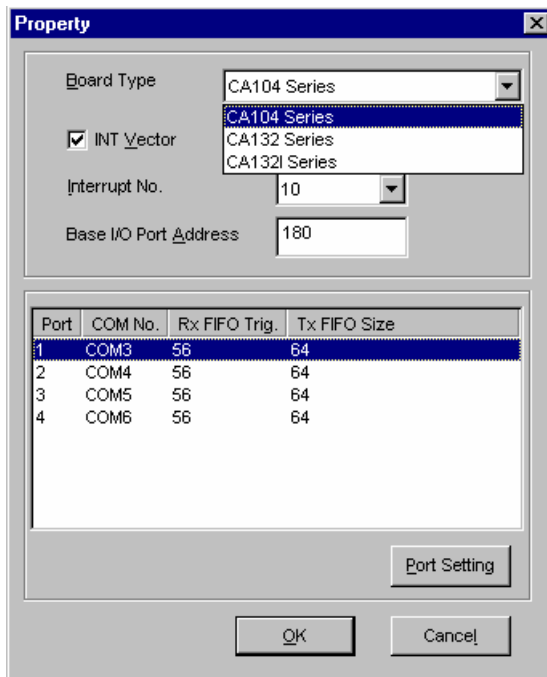 Property
Board Type
CA104 Series
CA104 Series
CA132 Series
CA132I Series
INT Vector
Interrupt No.
10
Base I/O Port Address
180
Port COM No. Rx FIFO Trig. Tx FIFO Size
1 COM3 56 64
2 COM4 56 64
3 COM5 56 64
4 COM6 56 64
Port Setting
OK
Cancel